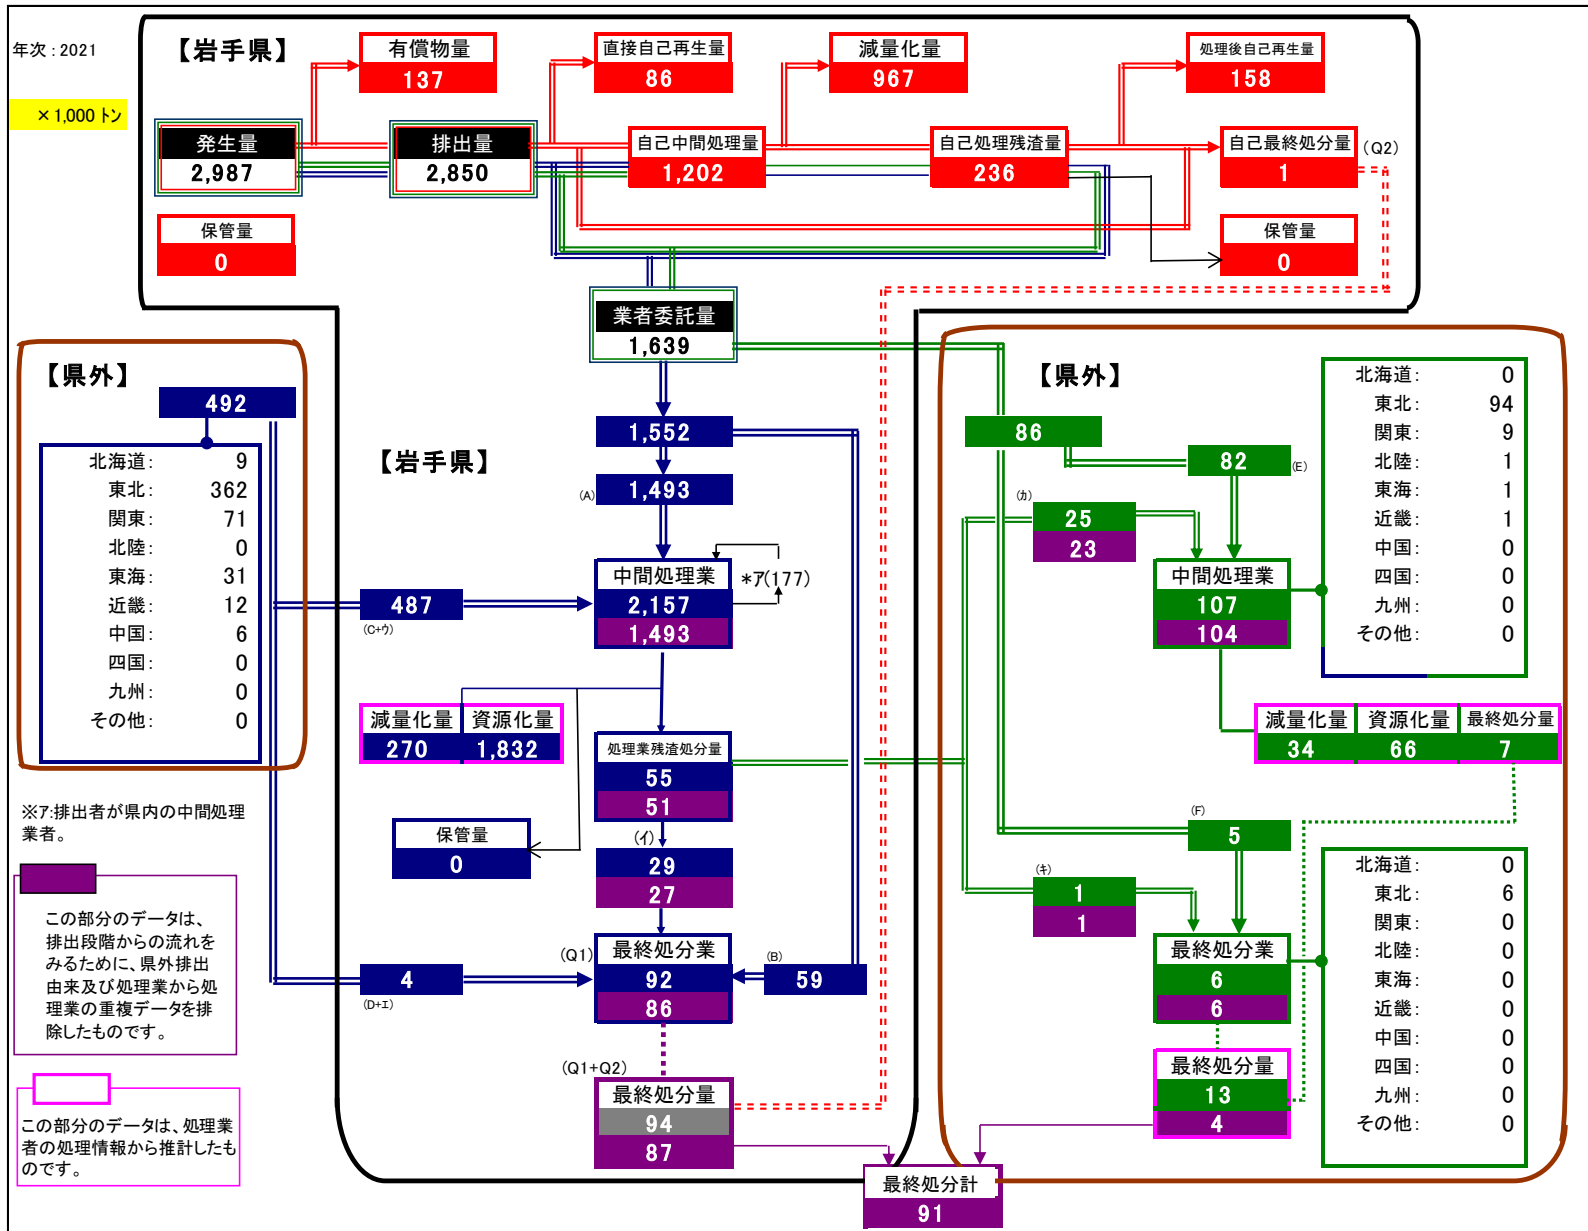 年次：2021
×1,000 トン
【岩手県】
有償物量
137
直接自己再生量
86
減量化量
967
処理後自己再生量
158
発生量
2,987
排出量
2,850
自己中間処理量
1,202
自己処理残渣量
236
自己最終処分量
1
(Q2)
保管量
0
保管量
0
業者委託量
1,639
【県外】
492
北海道： 9
東北： 362
関東： 71
北陸： 0
東海： 31
近畿： 12
中国： 6
四国： 0
九州： 0
その他： 0
【岩手県】
1,552
(A)
1,493
中間処理業
2,157
1,493
*ｱ(177)
487
(C+ｳ)
減量化量
270
資源化量
1,832
処理業残渣処分量
55
51
保管量
0
(ｲ)
29
27
(Q1)
最終処分業
92
86
(B)
59
4
(D+ｴ)
(Q1+Q2)
最終処分量
94
87
【県外】
86
82
(E)
(ｶ)
25
23
中間処理業
107
104
北海道： 0
東北： 94
関東： 9
北陸： 1
東海： 1
近畿： 1
中国： 0
四国： 0
九州： 0
その他： 0
減量化量
34
資源化量
66
最終処分量
7
(F)
5
(ｷ)
1
1
最終処分業
6
6
北海道： 0
東北： 6
関東： 0
北陸： 0
東海： 0
近畿： 0
中国： 0
四国： 0
九州： 0
その他： 0
最終処分量
13
4
最終処分計
91
※ｱ:排出者が県内の中間処理
業者。
この部分のデータは、
排出段階からの流れを
みるために、県外排出
由来及び処理業から処
理業の重複データを排
除したものです。
この部分のデータは、処理業
者の処理情報から推計したも
のです。